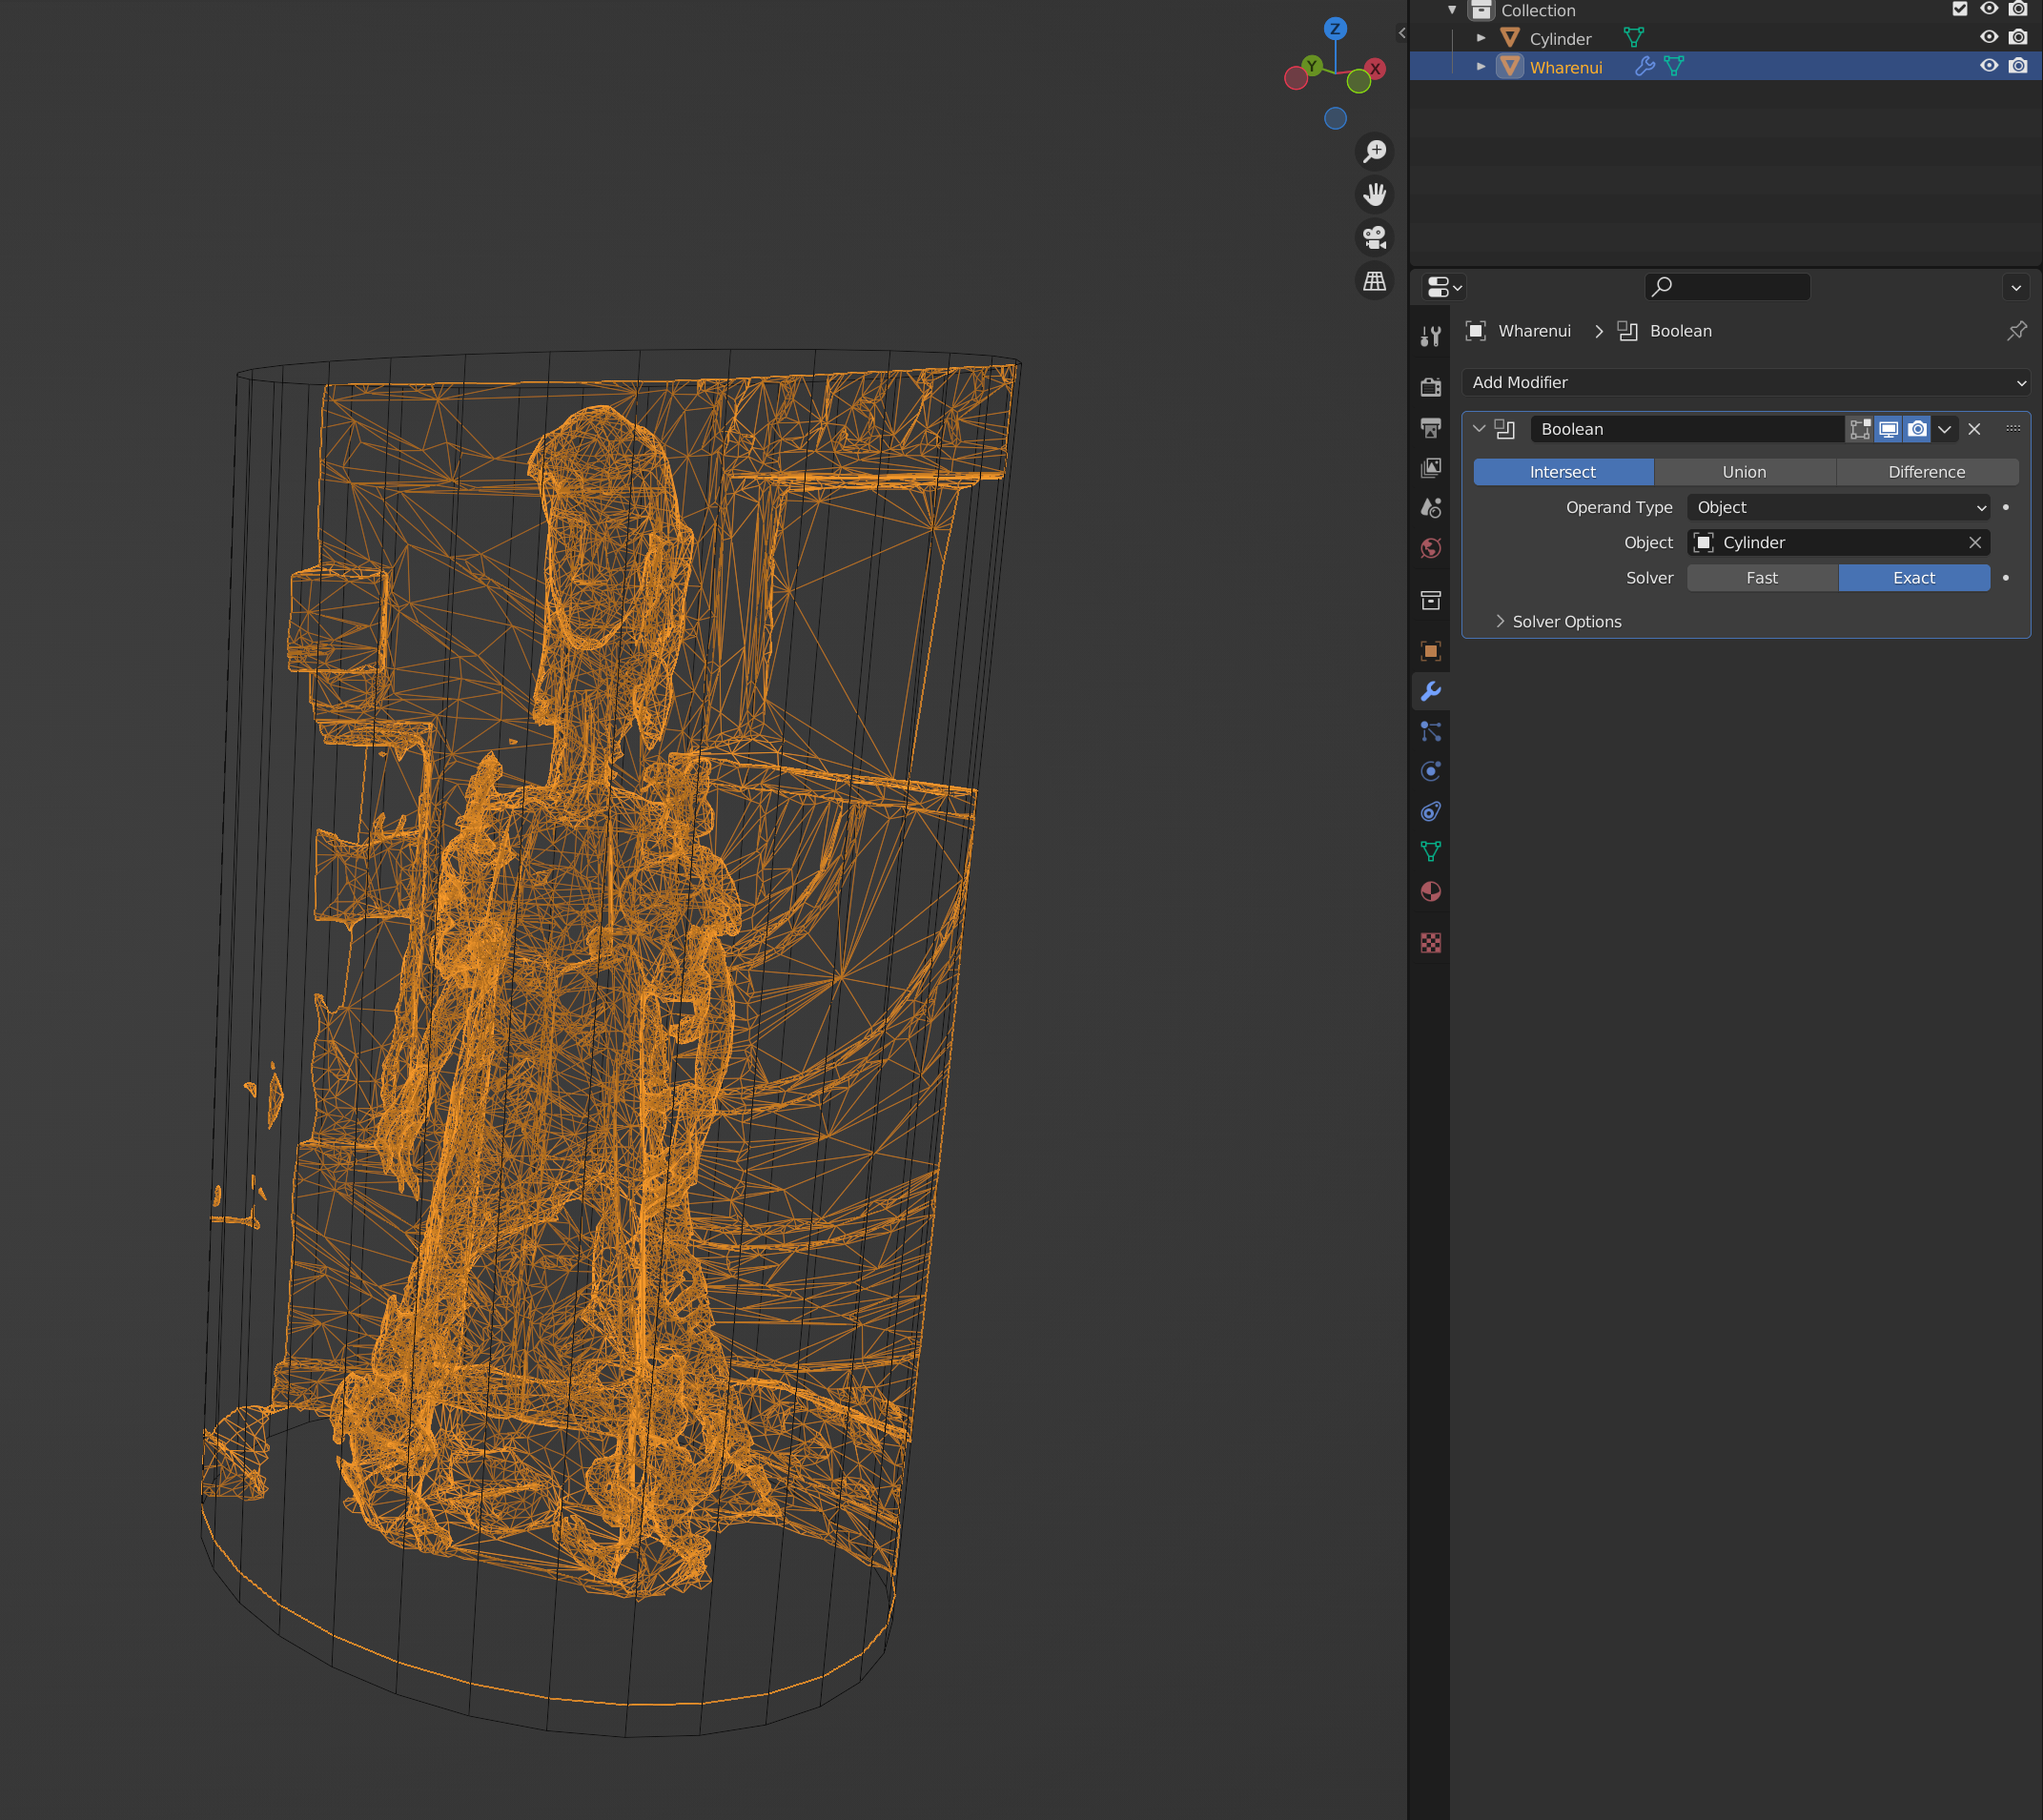 Z
Y
X
Collection
Cylinder
Wharenui
Wharenui > Boolean
Add Modifier
Boolean
Intersect Union Difference
Operand Type Object
Object Cylinder
Solver Fast Exact
Solver Options